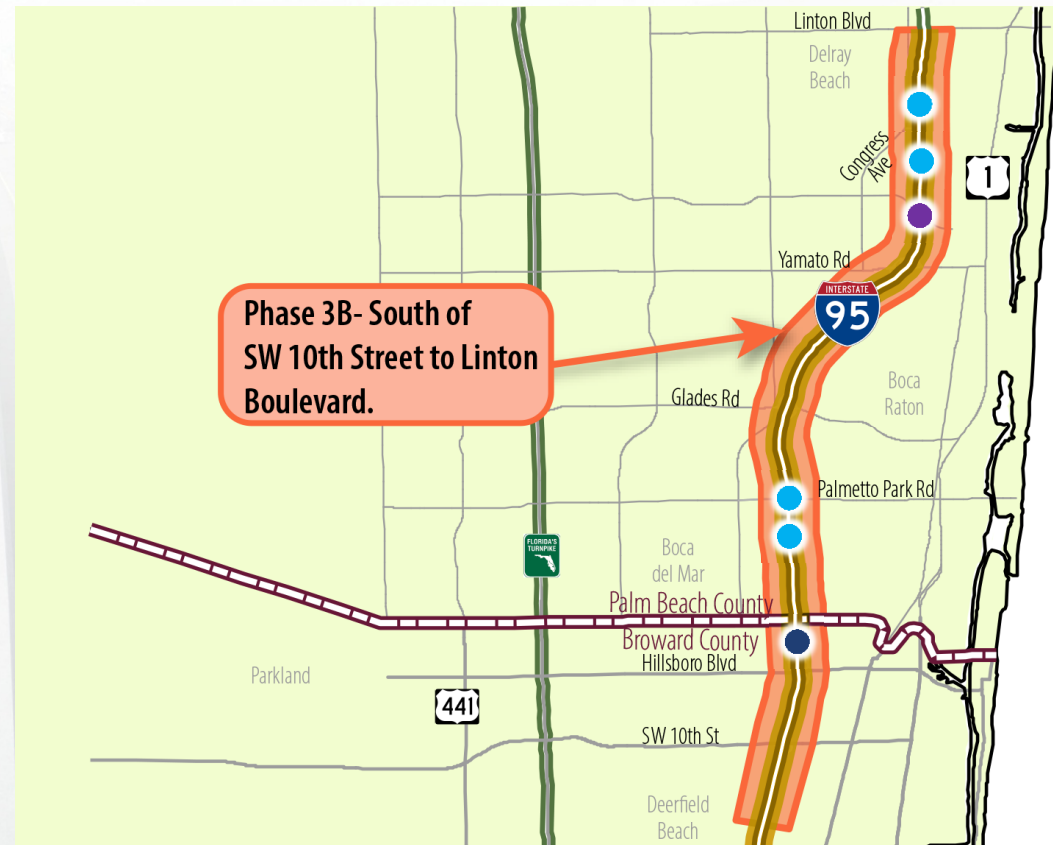 Linton Blvd
Delray
Beach
Congress
Ave
1
Yamato Rd
INTERSTATE
95
Phase 3B- South of
SW 10th Street to Linton
Boulevard.
Glades Rd
Boca
Raton
Palmetto Park Rd
FLORIDA'S
TURNPIKE
Boca
del Mar
Palm Beach County
Broward County
Hillsboro Blvd
Parkland
441
SW 10th St
Deerfield
Beach